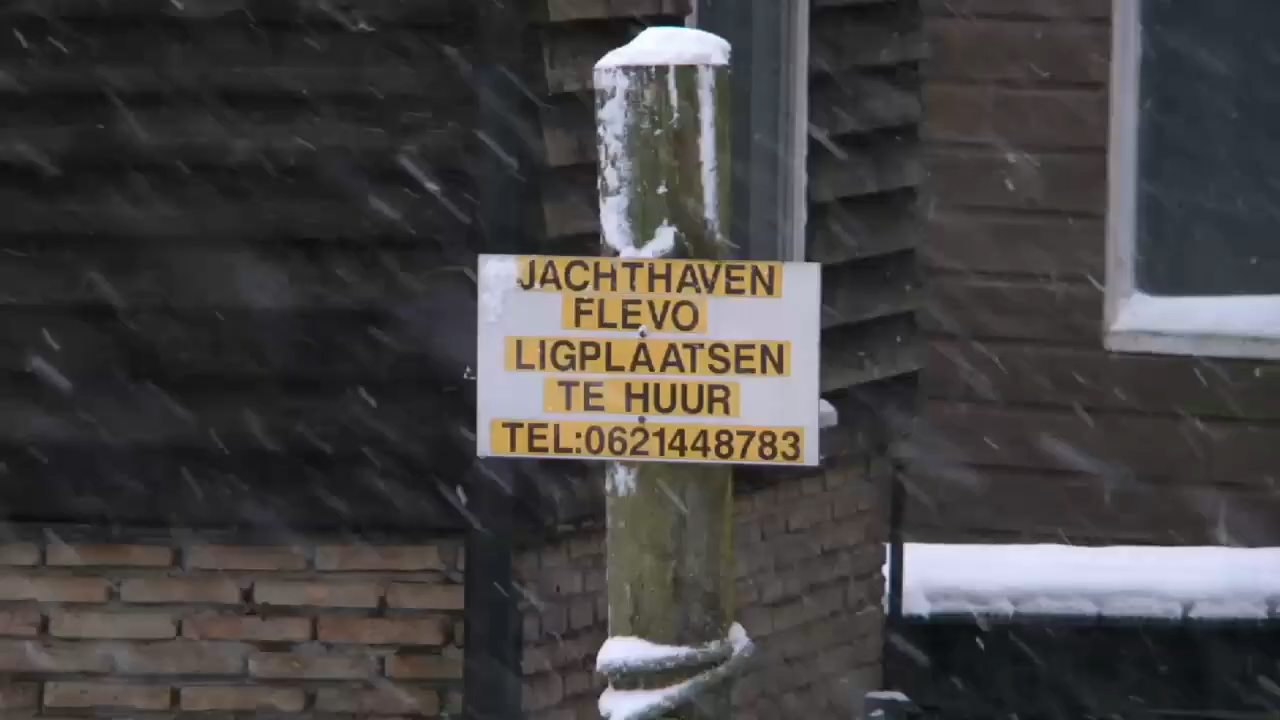 JACHTHAVEN
FLEVO
LIGPLAATSEN
TE HUUR
TEL:0621448783